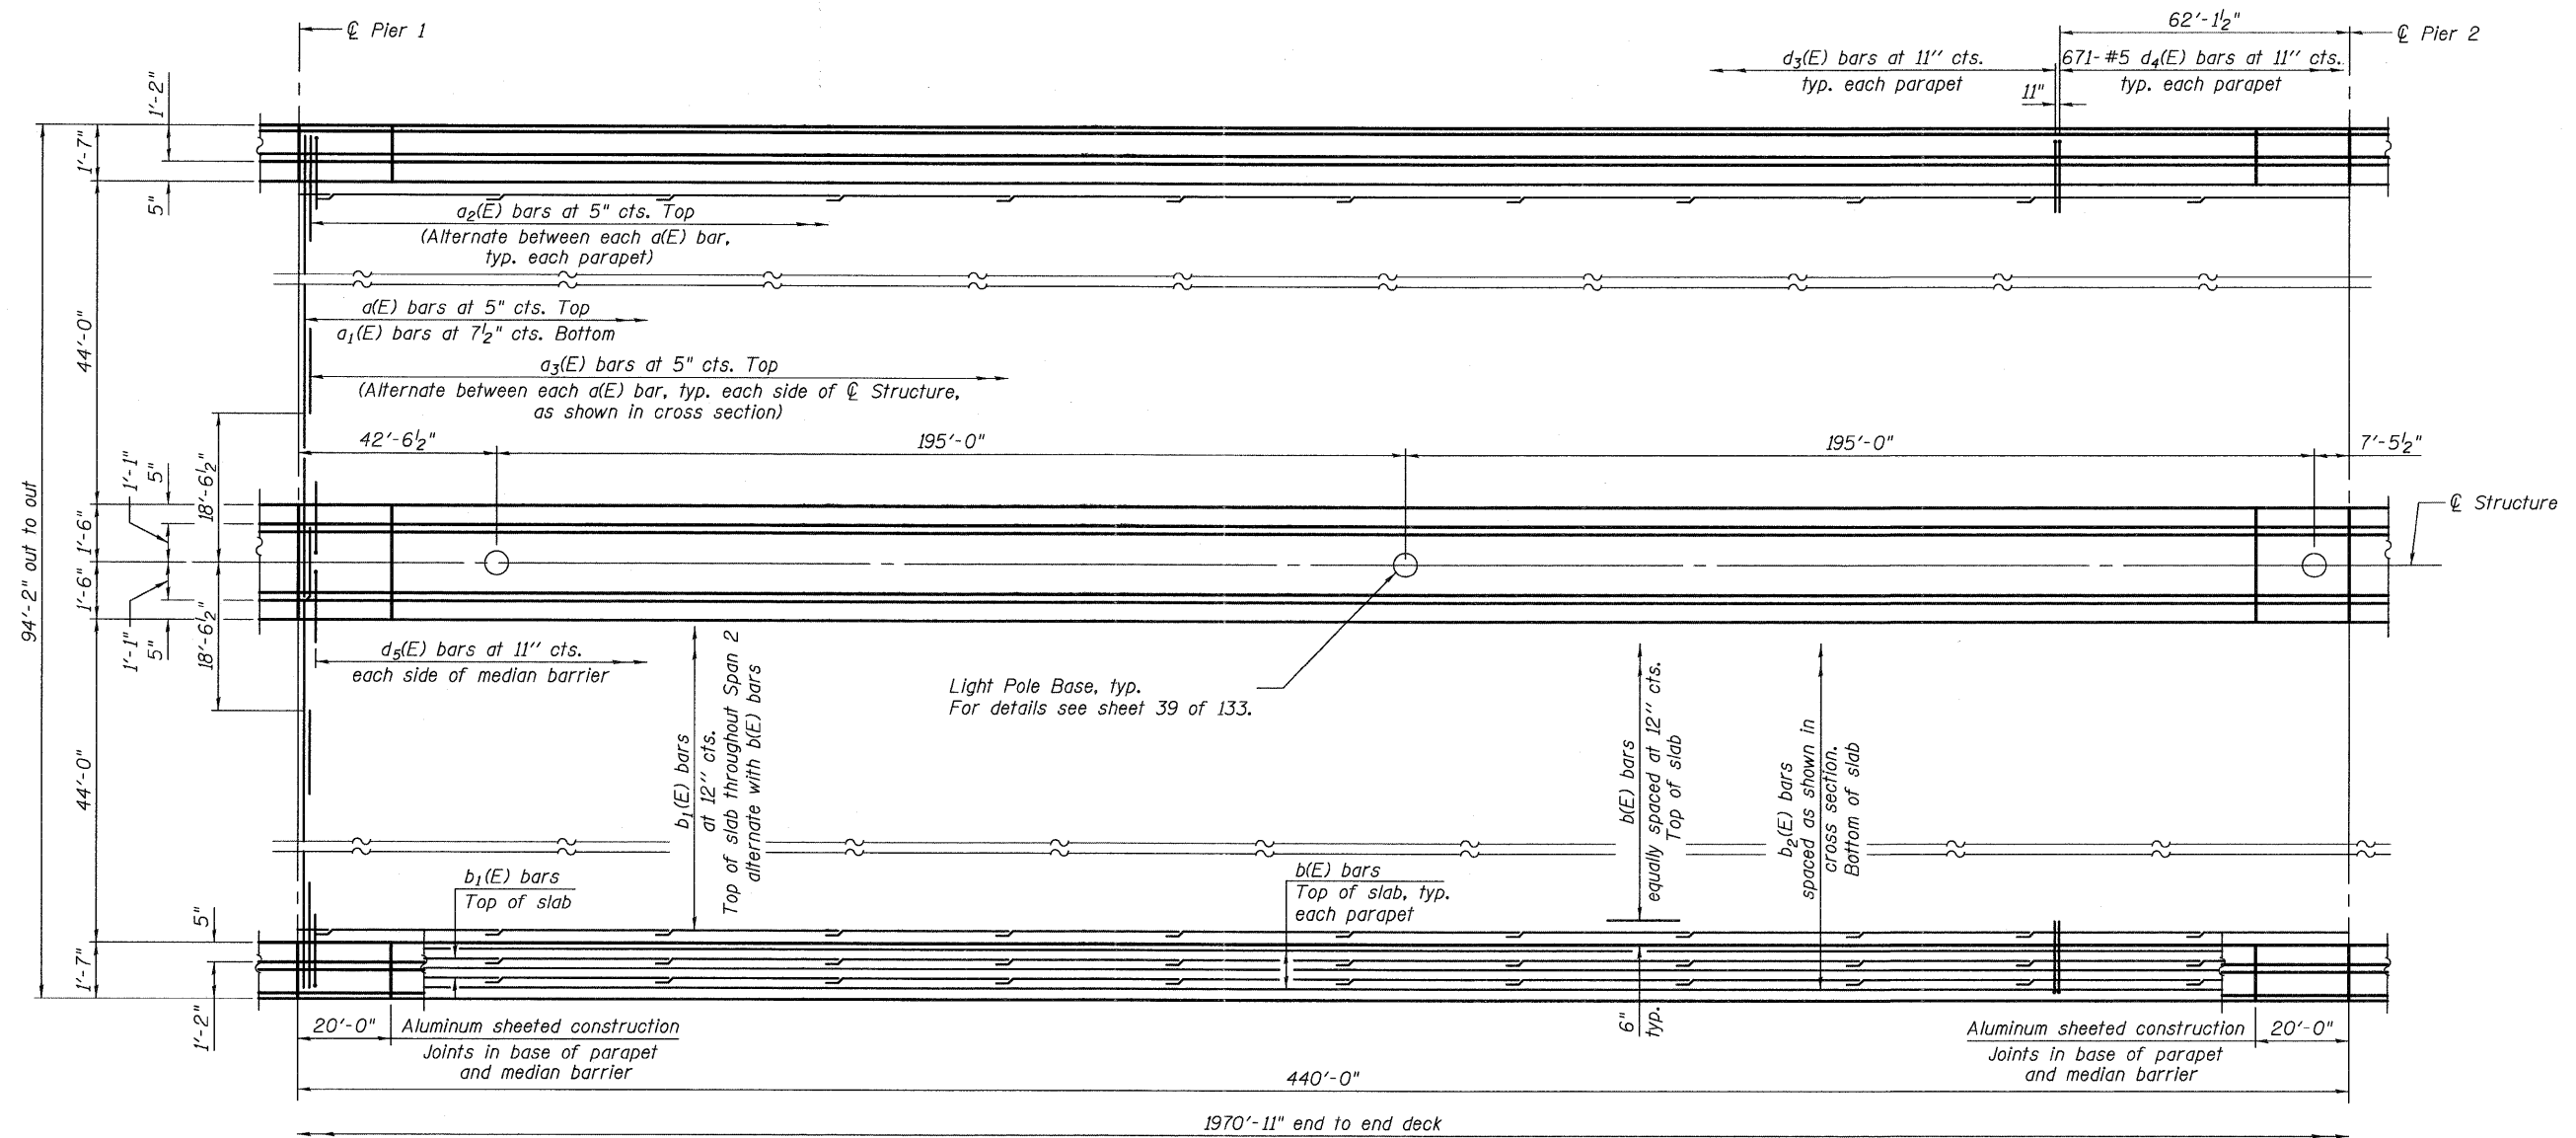 ℄ Pier 1
62'-1½"
℄ Pier 2
d₃(E) bars at 11" cts.
typ. each parapet
671-#5 d₄(E) bars at 11" cts.
typ. each parapet
11"
1'-2"
1'-7"
5"
a₂(E) bars at 5" cts. Top
(Alternate between each a(E) bar,
typ. each parapet)
a(E) bars at 5" cts. Top
a₁(E) bars at 7½" cts. Bottom
a₃(E) bars at 5" cts. Top
(Alternate between each a(E) bar, typ. each side of ℄ Structure,
as shown in cross section)
44'-0"
42'-6½"
195'-0"
195'-0"
7'-5½"
94'-2" out to out
1'-1"
5"
18'-6½"
1'-6"
1'-6"
1'-1"
5"
18'-6½"
℄ Structure
d₅(E) bars at 11" cts.
each side of median barrier
Light Pole Base, typ.
For details see sheet 39 of 133.
44'-0"
b₁(E) bars
at 12" cts.
Top of slab throughout Span 2
alternate with b(E) bars
b(E) bars
equally spaced at 12" cts.
Top of slab
b₂(E) bars
spaced as shown in
cross section.
Bottom of slab
b₁(E) bars
Top of slab
b(E) bars
Top of slab, typ.
each parapet
5"
1'-7"
1'-2"
6"
typ.
20'-0"
Aluminum sheeted construction
Joints in base of parapet
and median barrier
Aluminum sheeted construction
Joints in base of parapet
and median barrier
20'-0"
440'-0"
1970'-11" end to end deck